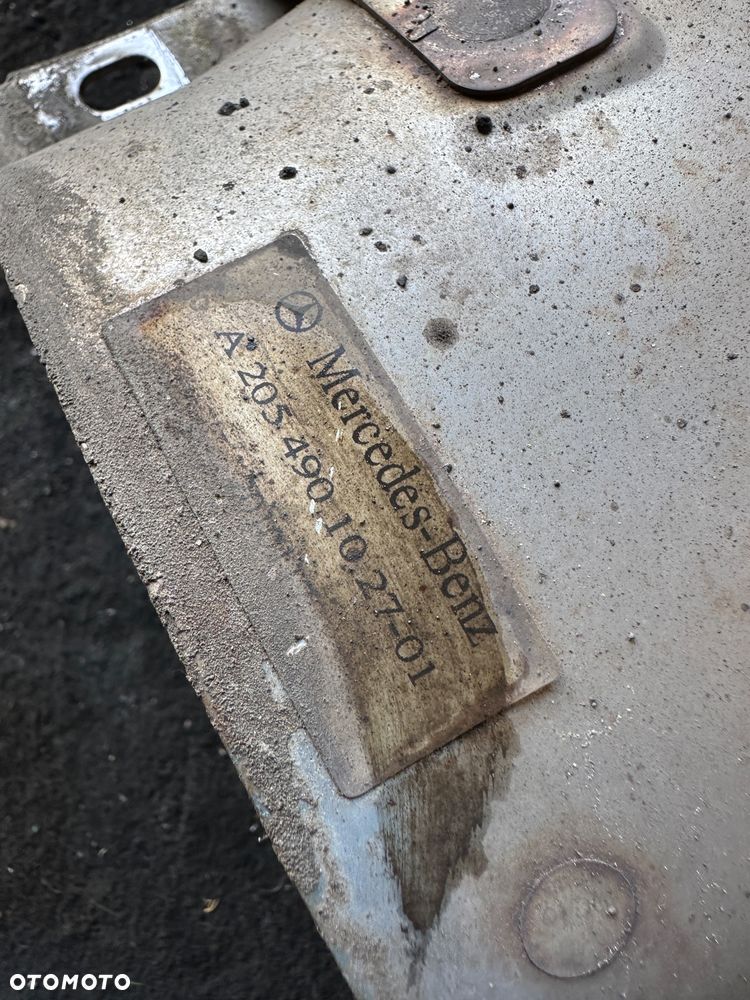 Mercedes-Benz
A 205.490.10.27-01
OTOMOTO